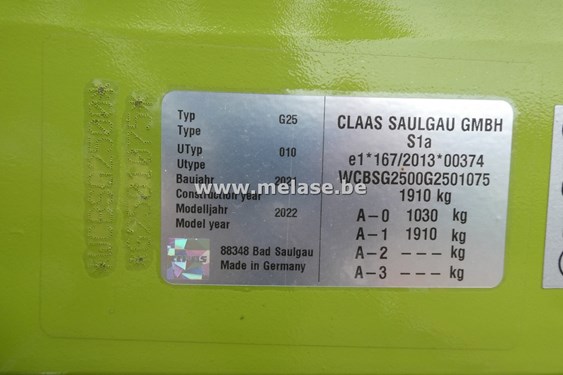 Typ G25
Type
UTyp 010
Utype
Baujahr 2021
Construction year
Modelljahr 2022
Model year
88348 Bad Saulgau
Made in Germany
CLAAS SAULGAU GMBH
S1a
e1*167/2013*00374
WCBSG2500G2501075
1910 kg
A-0 1030 kg
A-1 1910 kg
A-2 --- kg
A-3 --- kg
www.melase.be